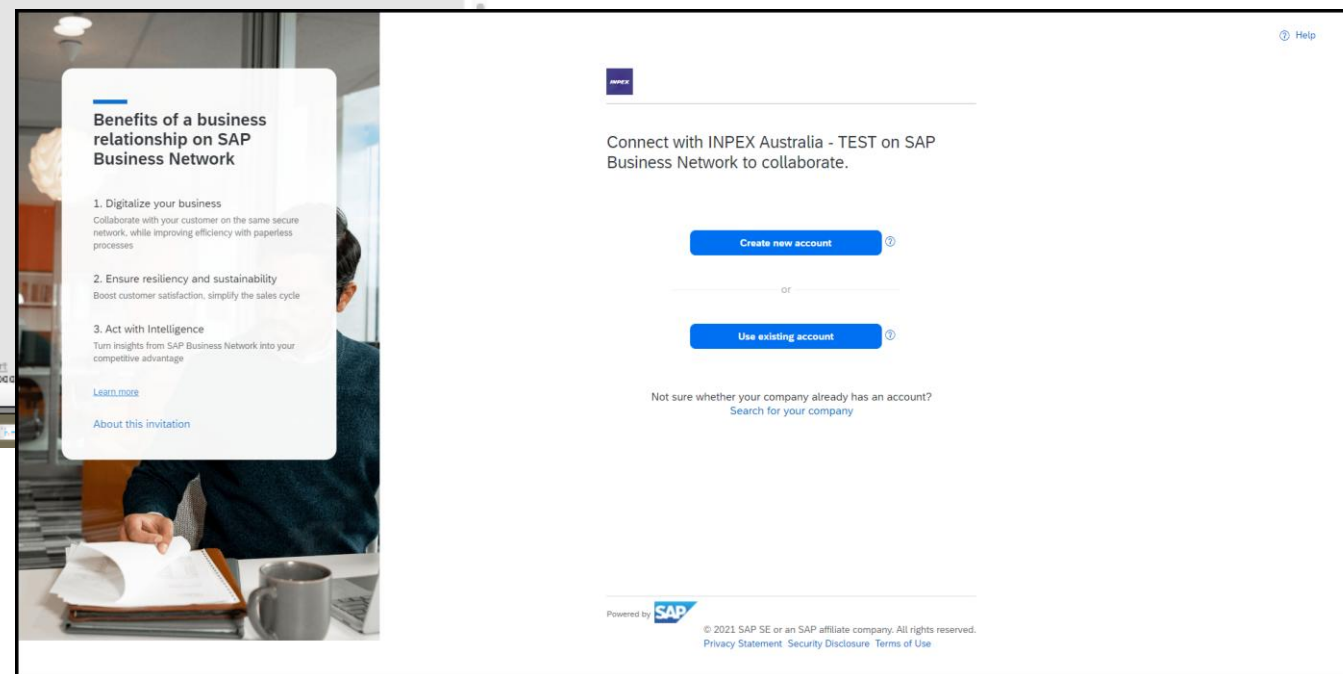 Help
Benefits of a business
relationship on SAP
Business Network
1. Digitalize your business
Collaborate with your customer on the same secure
network, while improving efficiency with paperless
processes
2. Ensure resiliency and sustainability
Boost customer satisfaction, simplify the sales cycle
3. Act with Intelligence
Turn insights from SAP Business Network into your
competitive advantage
Learn more
About this invitation
INPEX
Connect with INPEX Australia - TEST on SAP
Business Network to collaborate.
Create new account
or
Use existing account
Not sure whether your company already has an account?
Search for your company
Powered by SAP
© 2021 SAP SE or an SAP affiliate company. All rights reserved.
Privacy Statement Security Disclosure Terms of Use